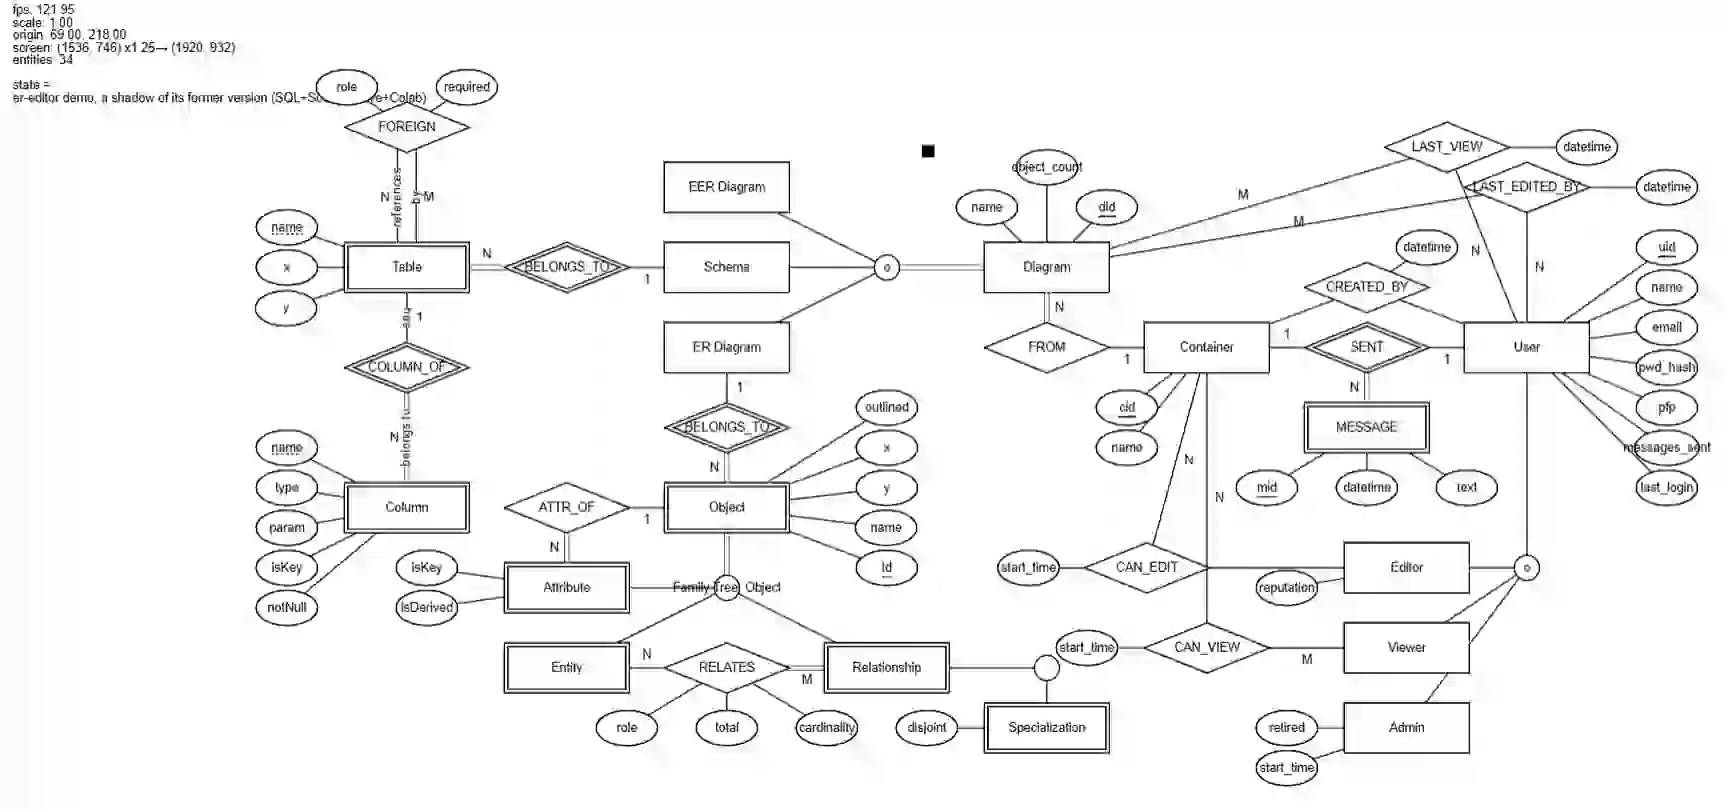 fps: 121.95
scale: 1.00
origin: 69.00, 218.00
screen: (1536, 746) x1.25→ (1920, 932)
entities: 34
state =
er-editor demo, a shadow of its former version (SQL+S
e+Colab)
role
required
FOREIGN
references
N
by
M
name
x
y
Table
N
BELONGS_TO
1
EER Diagram
Schema
ER Diagram
o
object_count
name
did
Diagram
M
M
LAST_VIEW
datetime
LAST_EDITED_BY
datetime
N
N
datetime
CREATED_BY
uid
name
email
pwd_hash
pfp
messages_sent
last_login
User
N
FROM
1
Container
1
SENT
1
N
MESSAGE
mid
datetime
text
cid
name
N
N
1
COLUMN_OF
N
belongs to
name
type
param
isKey
notNull
Column
1
BELONGS_TO
N
outlined
x
y
name
id
Object
ATTR_OF
1
N
isKey
isDerived
Attribute
Family Tree: Object
Entity
N
RELATES
M
Relationship
role
total
cardinality
disjoint
Specialization
start_time
CAN_EDIT
reputation
Editor
o
start_time
CAN_VIEW
M
Viewer
retired
start_time
Admin